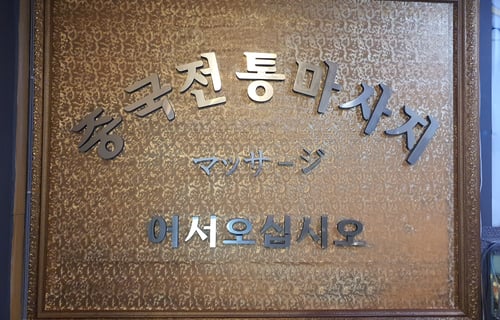 중국전통마사지
マッサージ
어서오십시오